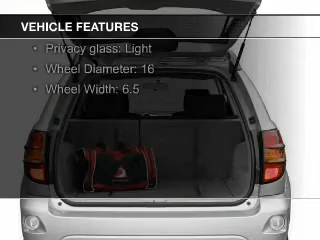 VEHICLE FEATURES
• Privacy glass: Light
• Wheel Diameter: 16
• Wheel Width: 6.5